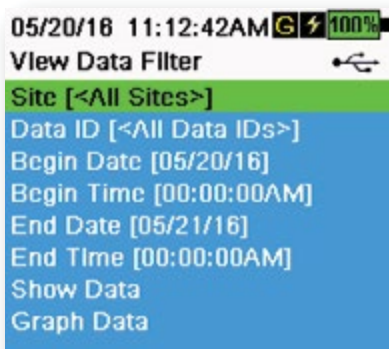 05/20/16 11:12:42AM G 100%
View Data Filter
Site [<All Sites>]
Data ID [<All Data IDs>]
Begin Date [05/20/16]
Begin Time [00:00:00AM]
End Date [05/21/16]
End Time [00:00:00AM]
Show Data
Graph Data